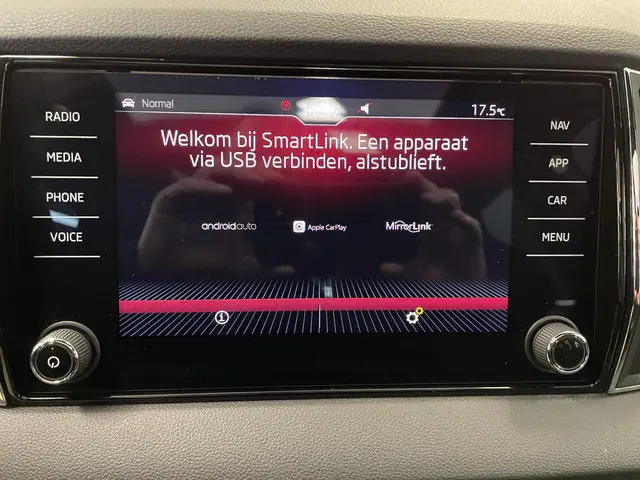 Normal
17.5°C
RADIO
MEDIA
PHONE
VOICE
Welkom bij SmartLink. Een apparaat
via USB verbinden, alstublieft.
androidauto
Apple CarPlay
MirrorLink
NAV
APP
CAR
MENU